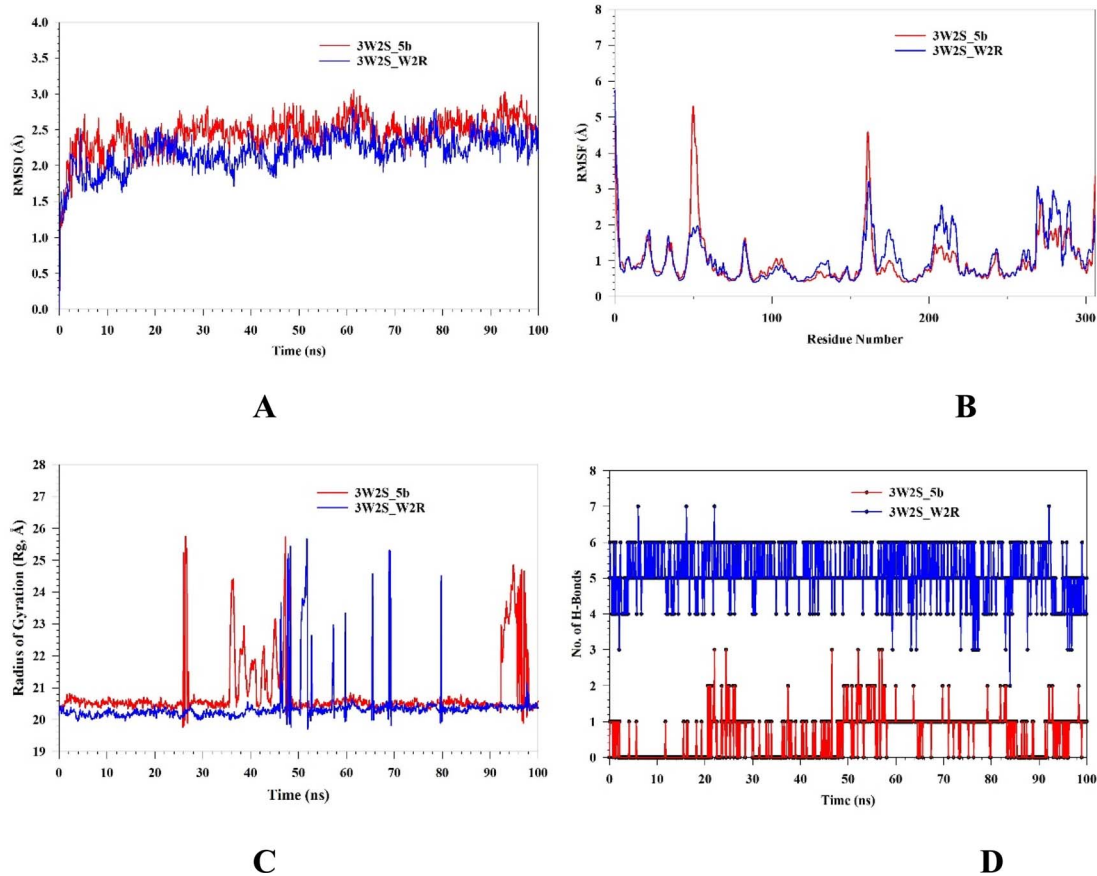 4.0
3.5
3.0
2.5
2.0
1.5
1.0
0.5
0.0
RMSD (Å)
3W2S_5b
3W2S_W2R
0 10 20 30 40 50 60 70 80 90 100
Time (ns)
A
8
7
6
5
4
3
2
1
0
RMSF (Å)
3W2S_5b
3W2S_W2R
0 100 200 300
Residue Number
B
28
27
26
25
24
23
22
21
20
19
Radius of Gyration (Rg, Å)
3W2S_5b
3W2S_W2R
0 10 20 30 40 50 60 70 80 90 100
Time (ns)
C
8
7
6
5
4
3
2
1
0
No. of H-Bonds
3W2S_5b
3W2S_W2R
0 10 20 30 40 50 60 70 80 90 100
Time (ns)
D